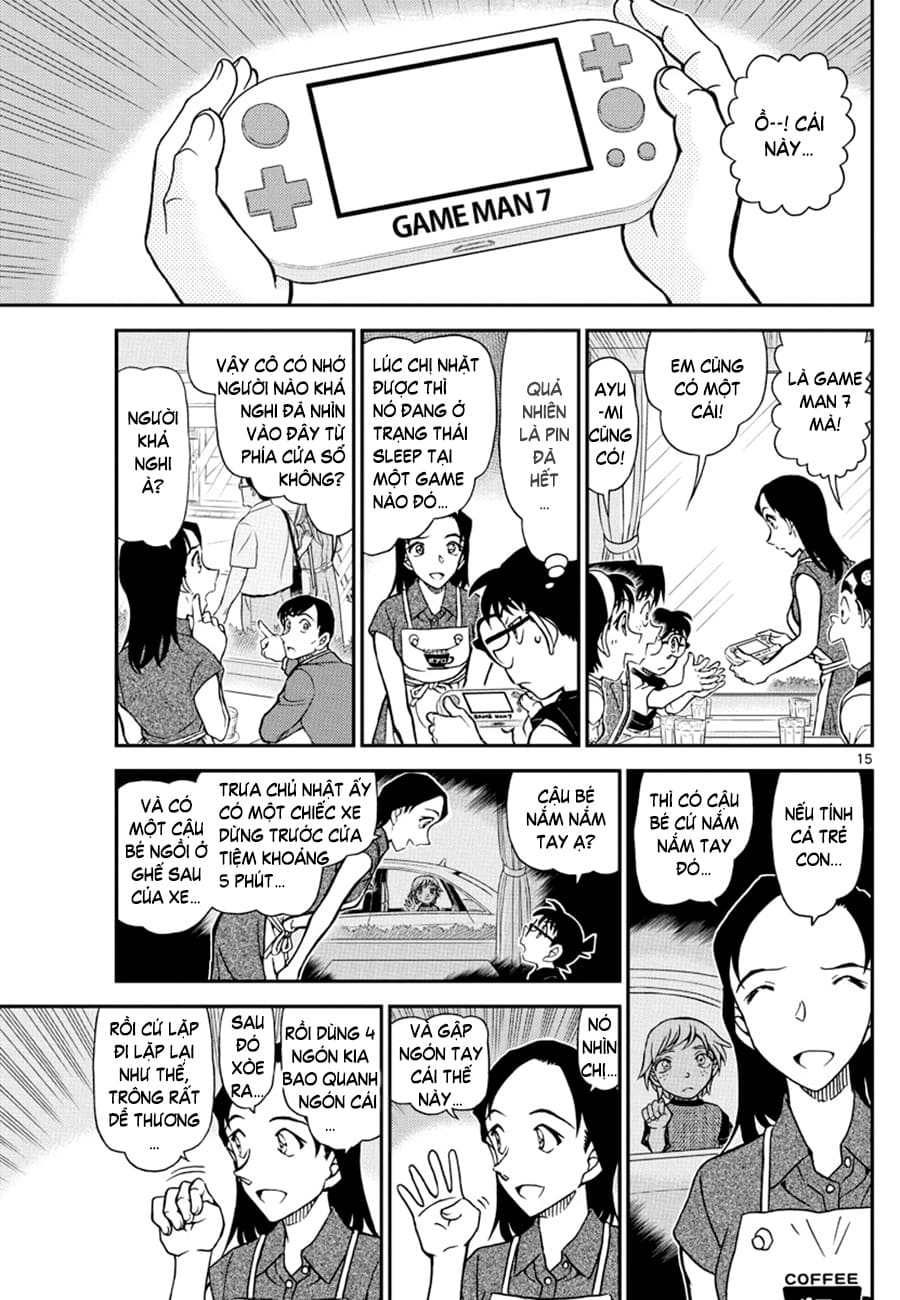 Ồ--! CÁI
NÀY...
GAME MAN 7
LÀ GAME
MAN 7
MÀ!
EM CŨNG
CÓ MỘT
CÁI!
AYU
-MI
CŨNG
CÓ!
QUẢ
NHIÊN
LÀ PIN
ĐÃ
HẾT
...
LÚC CHỊ NHẶT
ĐƯỢC THÌ
NÓ ĐANG Ở
TRẠNG THÁI
SLEEP TẠI
MỘT GAME
NÀO ĐÓ...
GAME MAN 7
VẬY CÔ CÓ NHỚ
NGƯỜI NÀO KHẢ
NGHI ĐÃ NHÌN
VÀO ĐÂY TỪ
PHÍA CỬA SỔ
KHÔNG?
NGƯỜI
KHẢ
NGHI
À?
15
NẾU TÍNH
CẢ TRẺ
CON...
THÌ CÓ CẬU
BÉ CỨ NẮM
NẮM TAY
ĐÓ...
CẬU BÉ
NẮM NẮM
TAY Ạ?
TRƯA CHỦ NHẬT ẤY
CÓ MỘT CHIẾC XE
DỪNG TRƯỚC CỬA
TIỆM KHOẢNG
5 PHÚT...
VÀ CÓ
MỘT CẬU
BÉ NGỒI Ở
GHẾ SAU
CỦA XE...
NÓ
NHÌN
CHỊ...
VÀ GẬP
NGÓN TAY
CÁI THẾ
NÀY...
RỒI DÙNG 4
NGÓN KIA
BAO QUANH
NGÓN CÁI
...
SAU
ĐÓ
XÒE
RA...
RỒI CỨ LẶP
ĐI LẶP LẠI
NHƯ THẾ,
TRÔNG RẤT
DỄ THƯƠNG
...
COFFEE